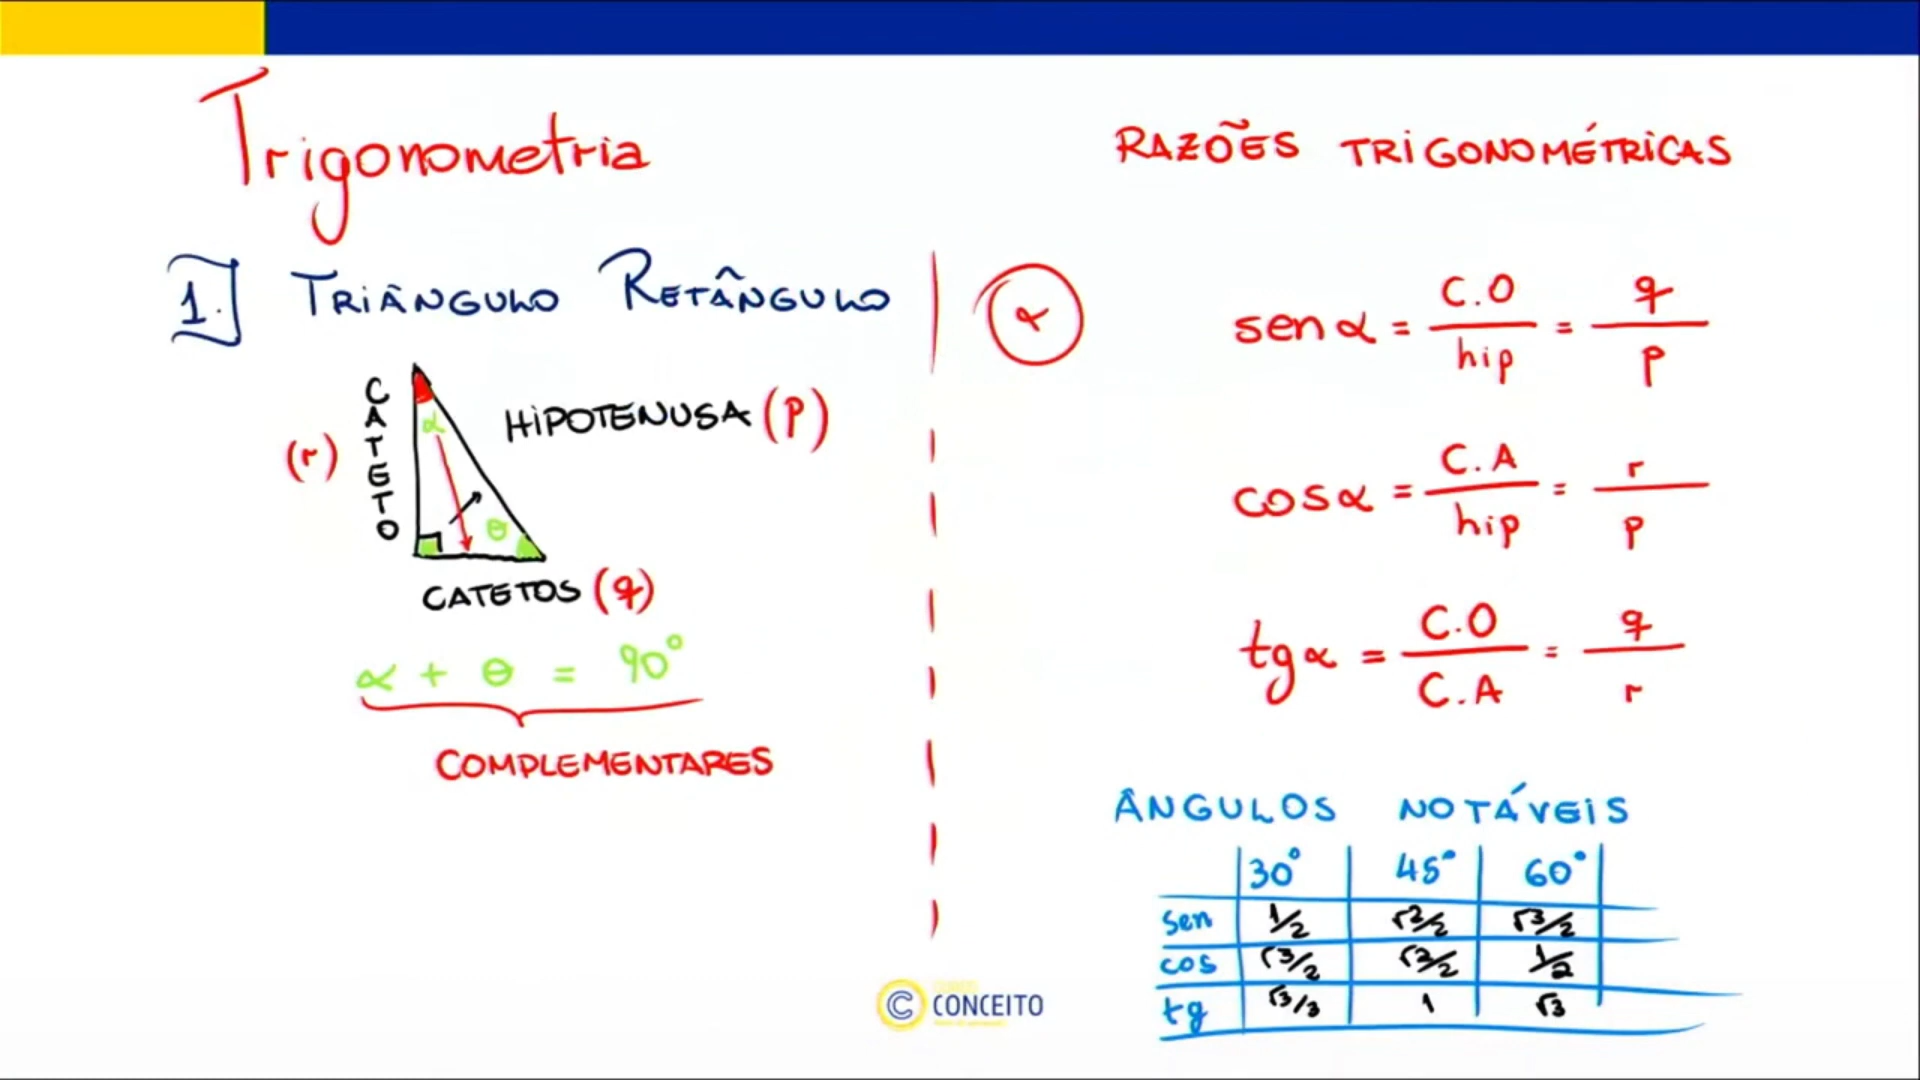 Trigonometria
1. TRIÂNGULO RETÂNGULO
CATETO
(r)
α
HIPOTENUSA (P)
θ
CATETOS (q)
α + θ = 90°
COMPLEMENTARES
RAZÕES TRIGONOMÉTRICAS
α
sen α = C.O / hip = q / p
cos α = C.A / hip = r / p
tg α = C.O / C.A = q / r
ÂNGULOS NOTÁVEIS
30° 45° 60°
sen 1/2 √2/2 √3/2
cos √3/2 √2/2 1/2
tg √3/3 1 √3
C CONCEITO